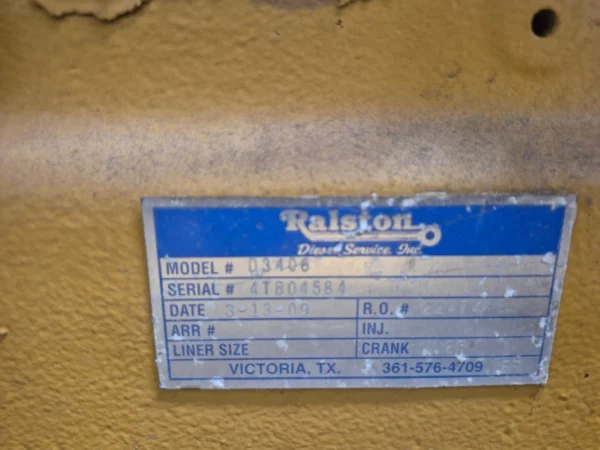 Ralston
Diesel Service, Inc.
MODEL # D3406
SERIAL # 4TB04584
DATE 3-13-09 R.O. #
ARR # INJ.
LINER SIZE CRANK
VICTORIA, TX. 361-576-4709